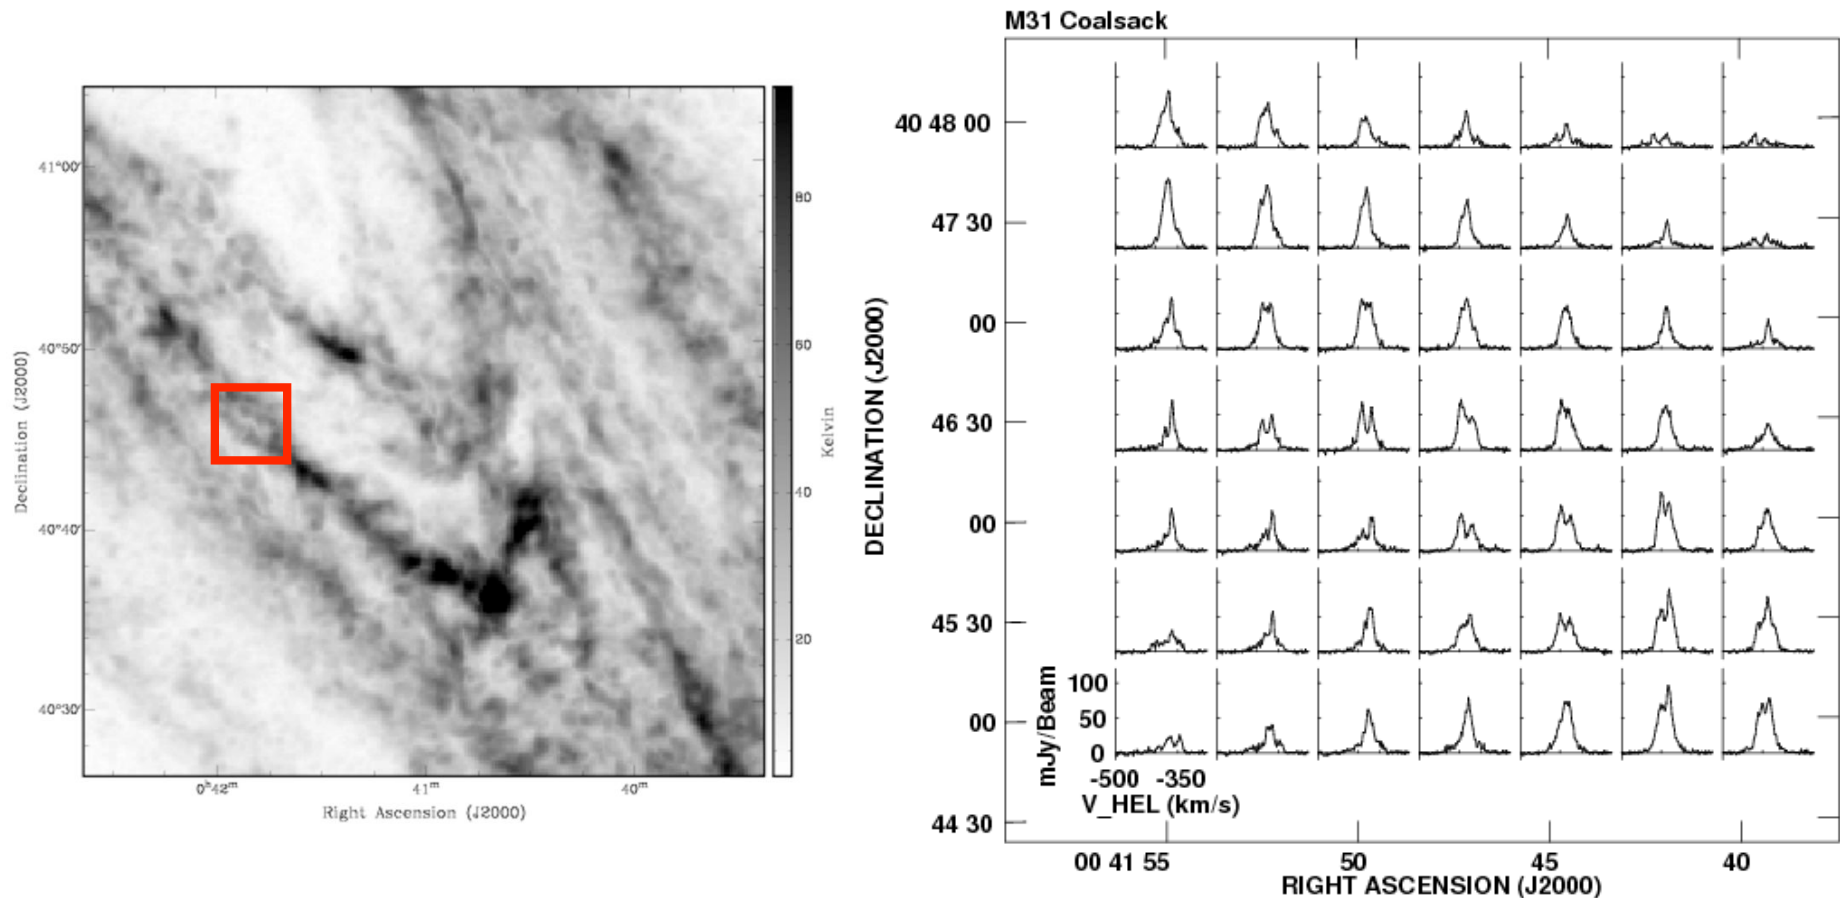 M31 Coalsack
41°00'
40°50'
40°40'
40°30'
Declination (J2000)
0ʰ42ᵐ
41ᵐ
40ᵐ
Right Ascension (J2000)
80
60
40
20
Kelvin
40 48 00
47 30
00
46 30
00
45 30
00
44 30
DECLINATION (J2000)
100
50
0
mJy/Beam
-500 -350
V_HEL (km/s)
00 41 55 50 45 40
RIGHT ASCENSION (J2000)